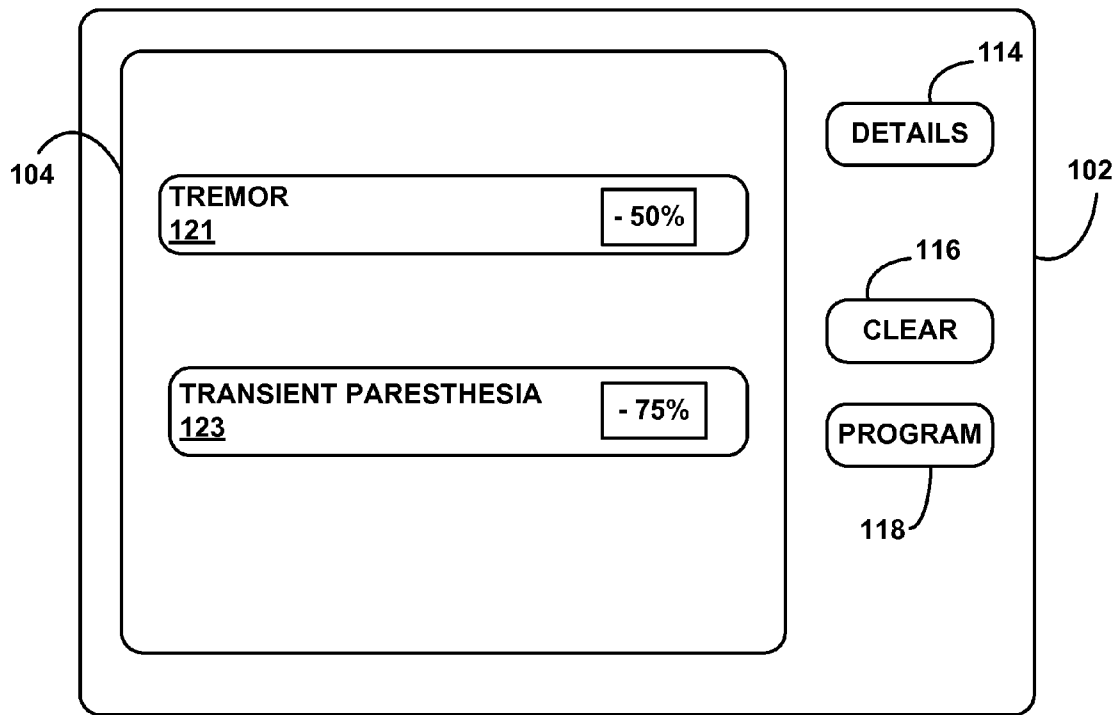 114
DETAILS
104
102
TREMOR
121
- 50%
116
CLEAR
TRANSIENT PARESTHESIA
123
- 75%
PROGRAM
118